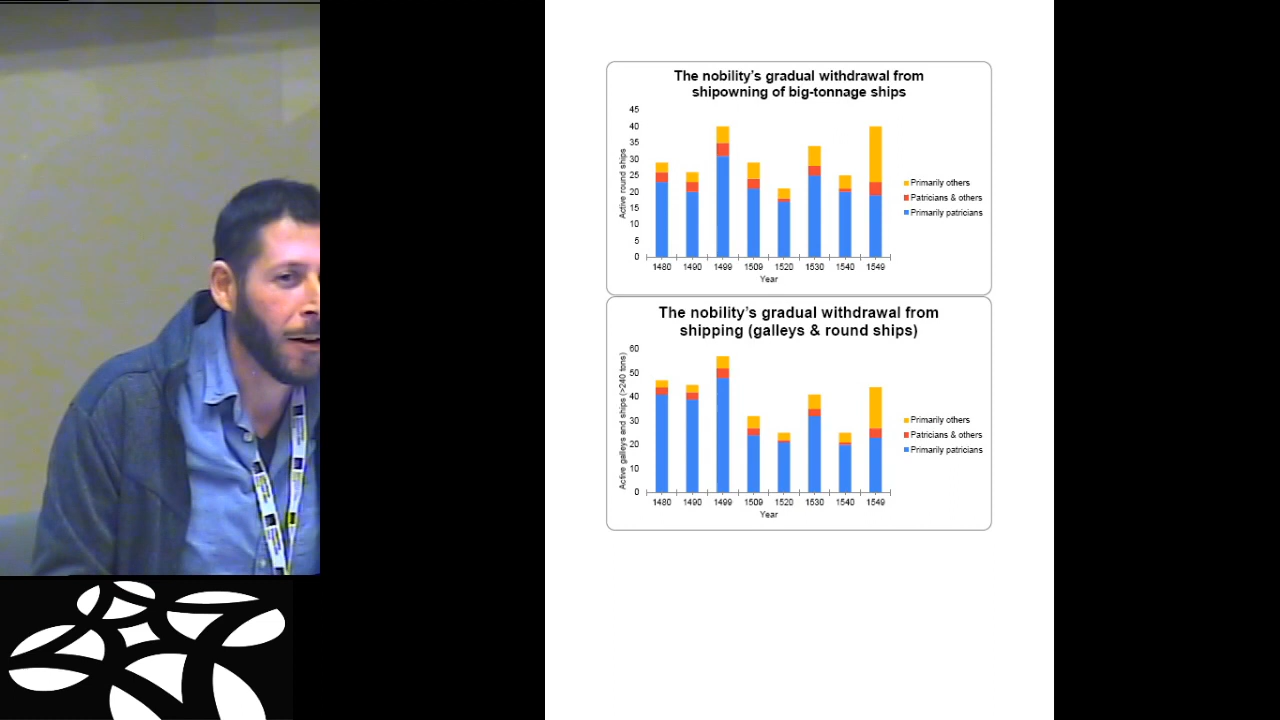 The nobility's gradual withdrawal from
shipowning of big-tonnage ships
45
40
35
30
25
20
15
10
5
0
Active round ships
1480 1490 1499 1509 1520 1530 1540 1549
Year
Primarily others
Patricians & others
Primarily patricians
The nobility's gradual withdrawal from
shipping (galleys & round ships)
60
50
40
30
20
10
0
Active galleys and ships (>240 tons)
1480 1490 1499 1509 1520 1530 1540 1549
Year
Primarily others
Patricians & others
Primarily patricians